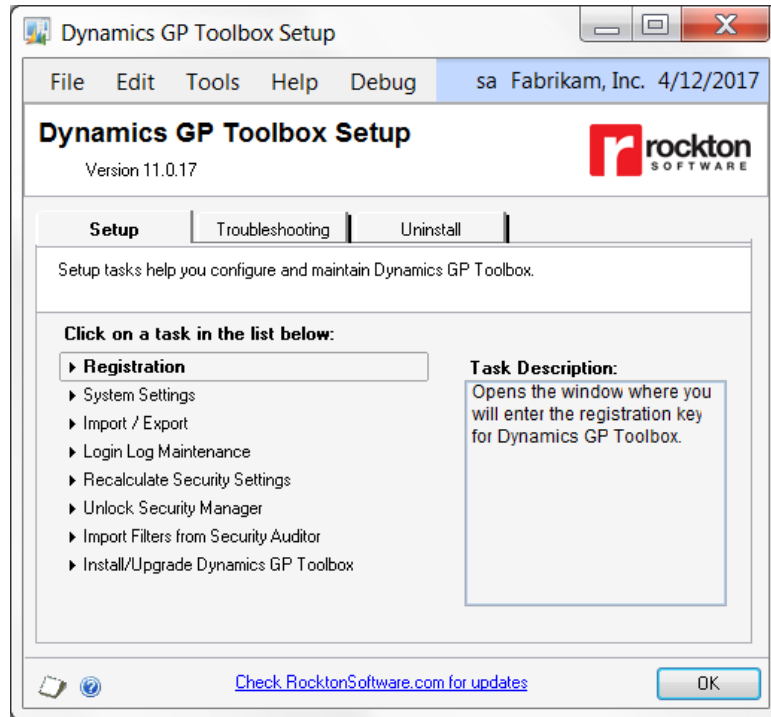 Dynamics GP Toolbox Setup
File Edit Tools Help Debug sa Fabrikam, Inc. 4/12/2017
Dynamics GP Toolbox Setup
Version 11.0.17
rockton
SOFTWARE
Setup Troubleshooting Uninstall
Setup tasks help you configure and maintain Dynamics GP Toolbox.
Click on a task in the list below:
Registration
System Settings
Import / Export
Login Log Maintenance
Recalculate Security Settings
Unlock Security Manager
Import Filters from Security Auditor
Install/Upgrade Dynamics GP Toolbox
Task Description:
Opens the window where you
will enter the registration key
for Dynamics GP Toolbox.
Check RocktonSoftware.com for updates
OK